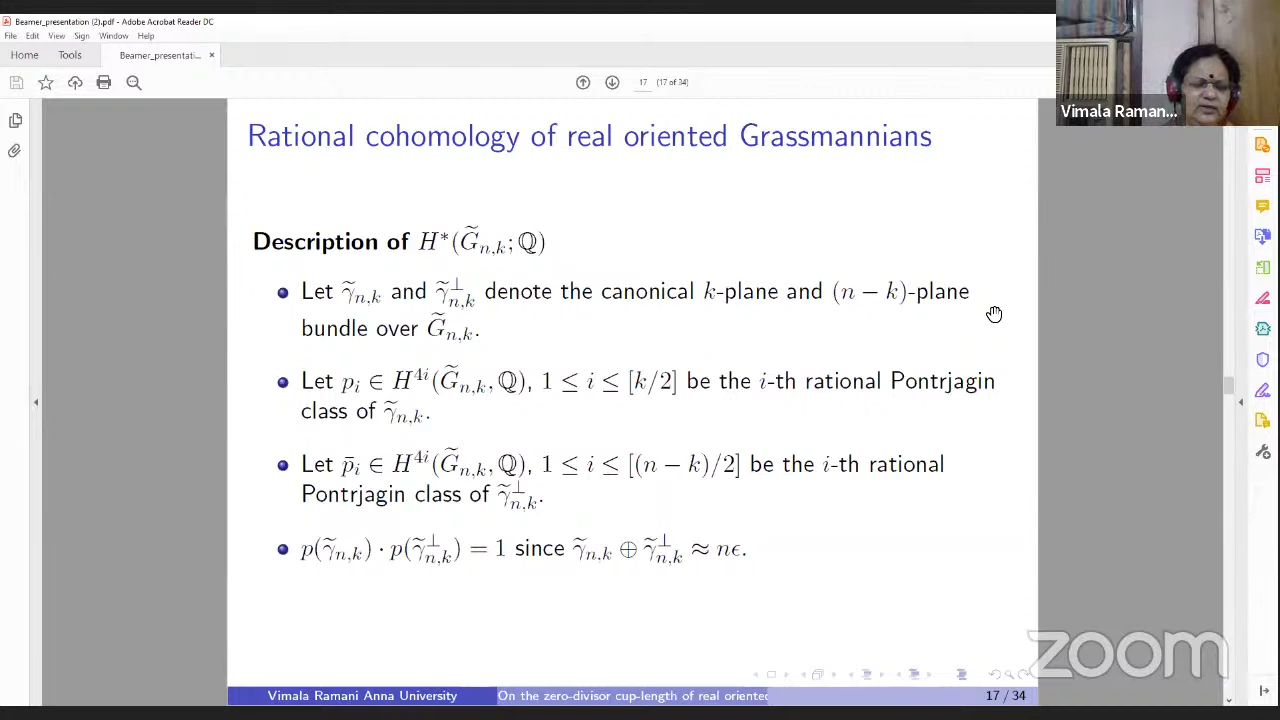 Beamer_presentation (2).pdf - Adobe Acrobat Reader DC
File Edit View Sign Window Help
Home Tools Beamer_presentati... ×
17 (17 of 34)
Vimala Raman...
Rational cohomology of real oriented Grassmannians
Description of H*(G̃_{n,k}; ℚ)
Let γ̃_{n,k} and γ̃^⊥_{n,k} denote the canonical k-plane and (n − k)-plane
bundle over G̃_{n,k}.
Let p_i ∈ H^{4i}(G̃_{n,k}, ℚ), 1 ≤ i ≤ [k/2] be the i-th rational Pontrjagin
class of γ̃_{n,k}.
Let p̄_i ∈ H^{4i}(G̃_{n,k}, ℚ), 1 ≤ i ≤ [(n − k)/2] be the i-th rational
Pontrjagin class of γ̃^⊥_{n,k}.
p(γ̃_{n,k}) · p(γ̃^⊥_{n,k}) = 1 since γ̃_{n,k} ⊕ γ̃^⊥_{n,k} ≈ nε.
zoom
Vimala Ramani Anna University On the zero-divisor cup-length of real oriented 17 / 34